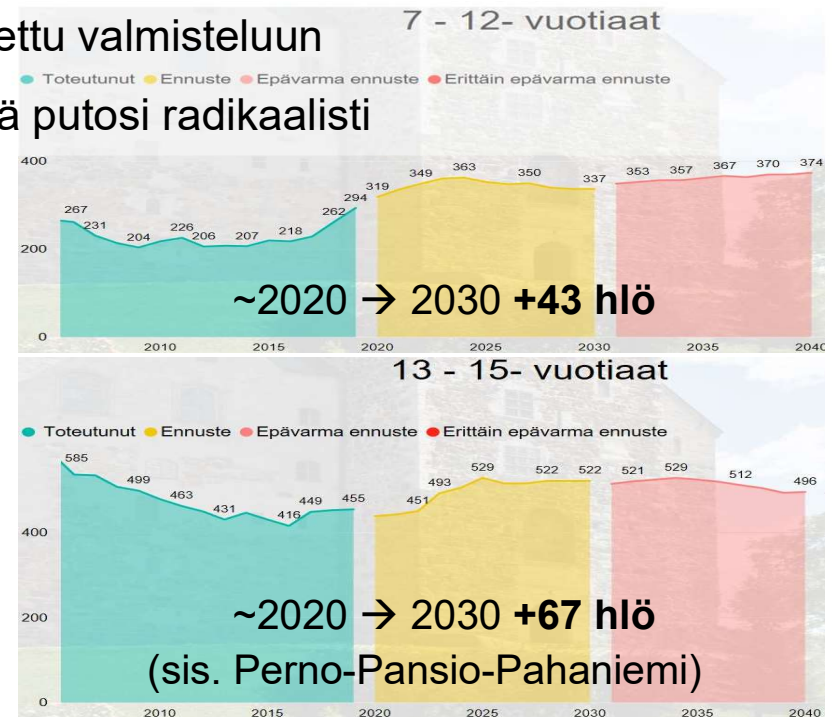 ettu valmisteluun
7 - 12- vuotiaat
Toteutunut Ennuste Epävarma ennuste Erittäin epävarma ennuste
ä putosi radikaalisti
400
200
0
267 231 204 226 206 207 218 262 294 319 349 363 350 337 353 357 367 370 374
~2020 → 2030 +43 hlö
2010 2015 2020 2025 2030 2035 2040
13 - 15- vuotiaat
Toteutunut Ennuste Epävarma ennuste Erittäin epävarma ennuste
585 499 463 431 416 449 455 451 493 529 522 522 521 529 512 496
400
200
0
~2020 → 2030 +67 hlö
(sis. Perno-Pansio-Pahaniemi)
2010 2015 2020 2025 2030 2035 2040